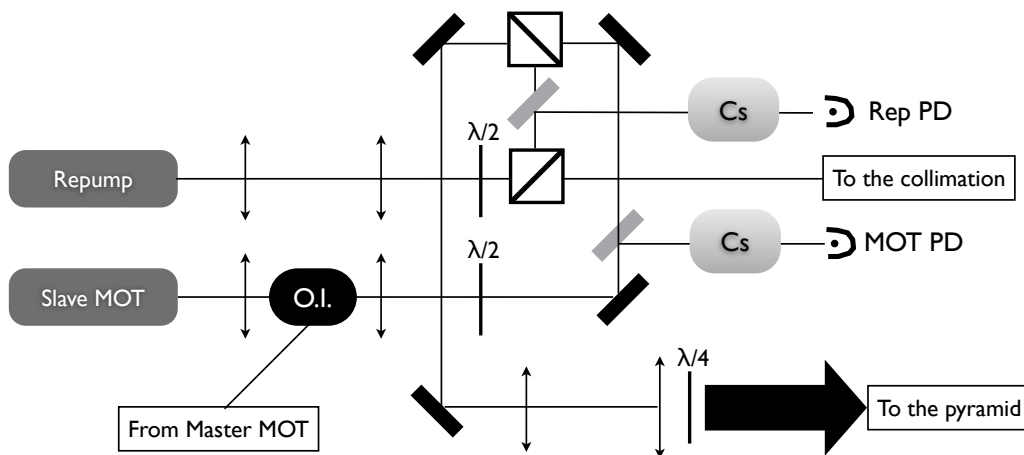 Cs
Rep PD
λ/2
Repump
To the collimation
Cs
MOT PD
λ/2
Slave MOT
O.I.
λ/4
From Master MOT
To the pyramid